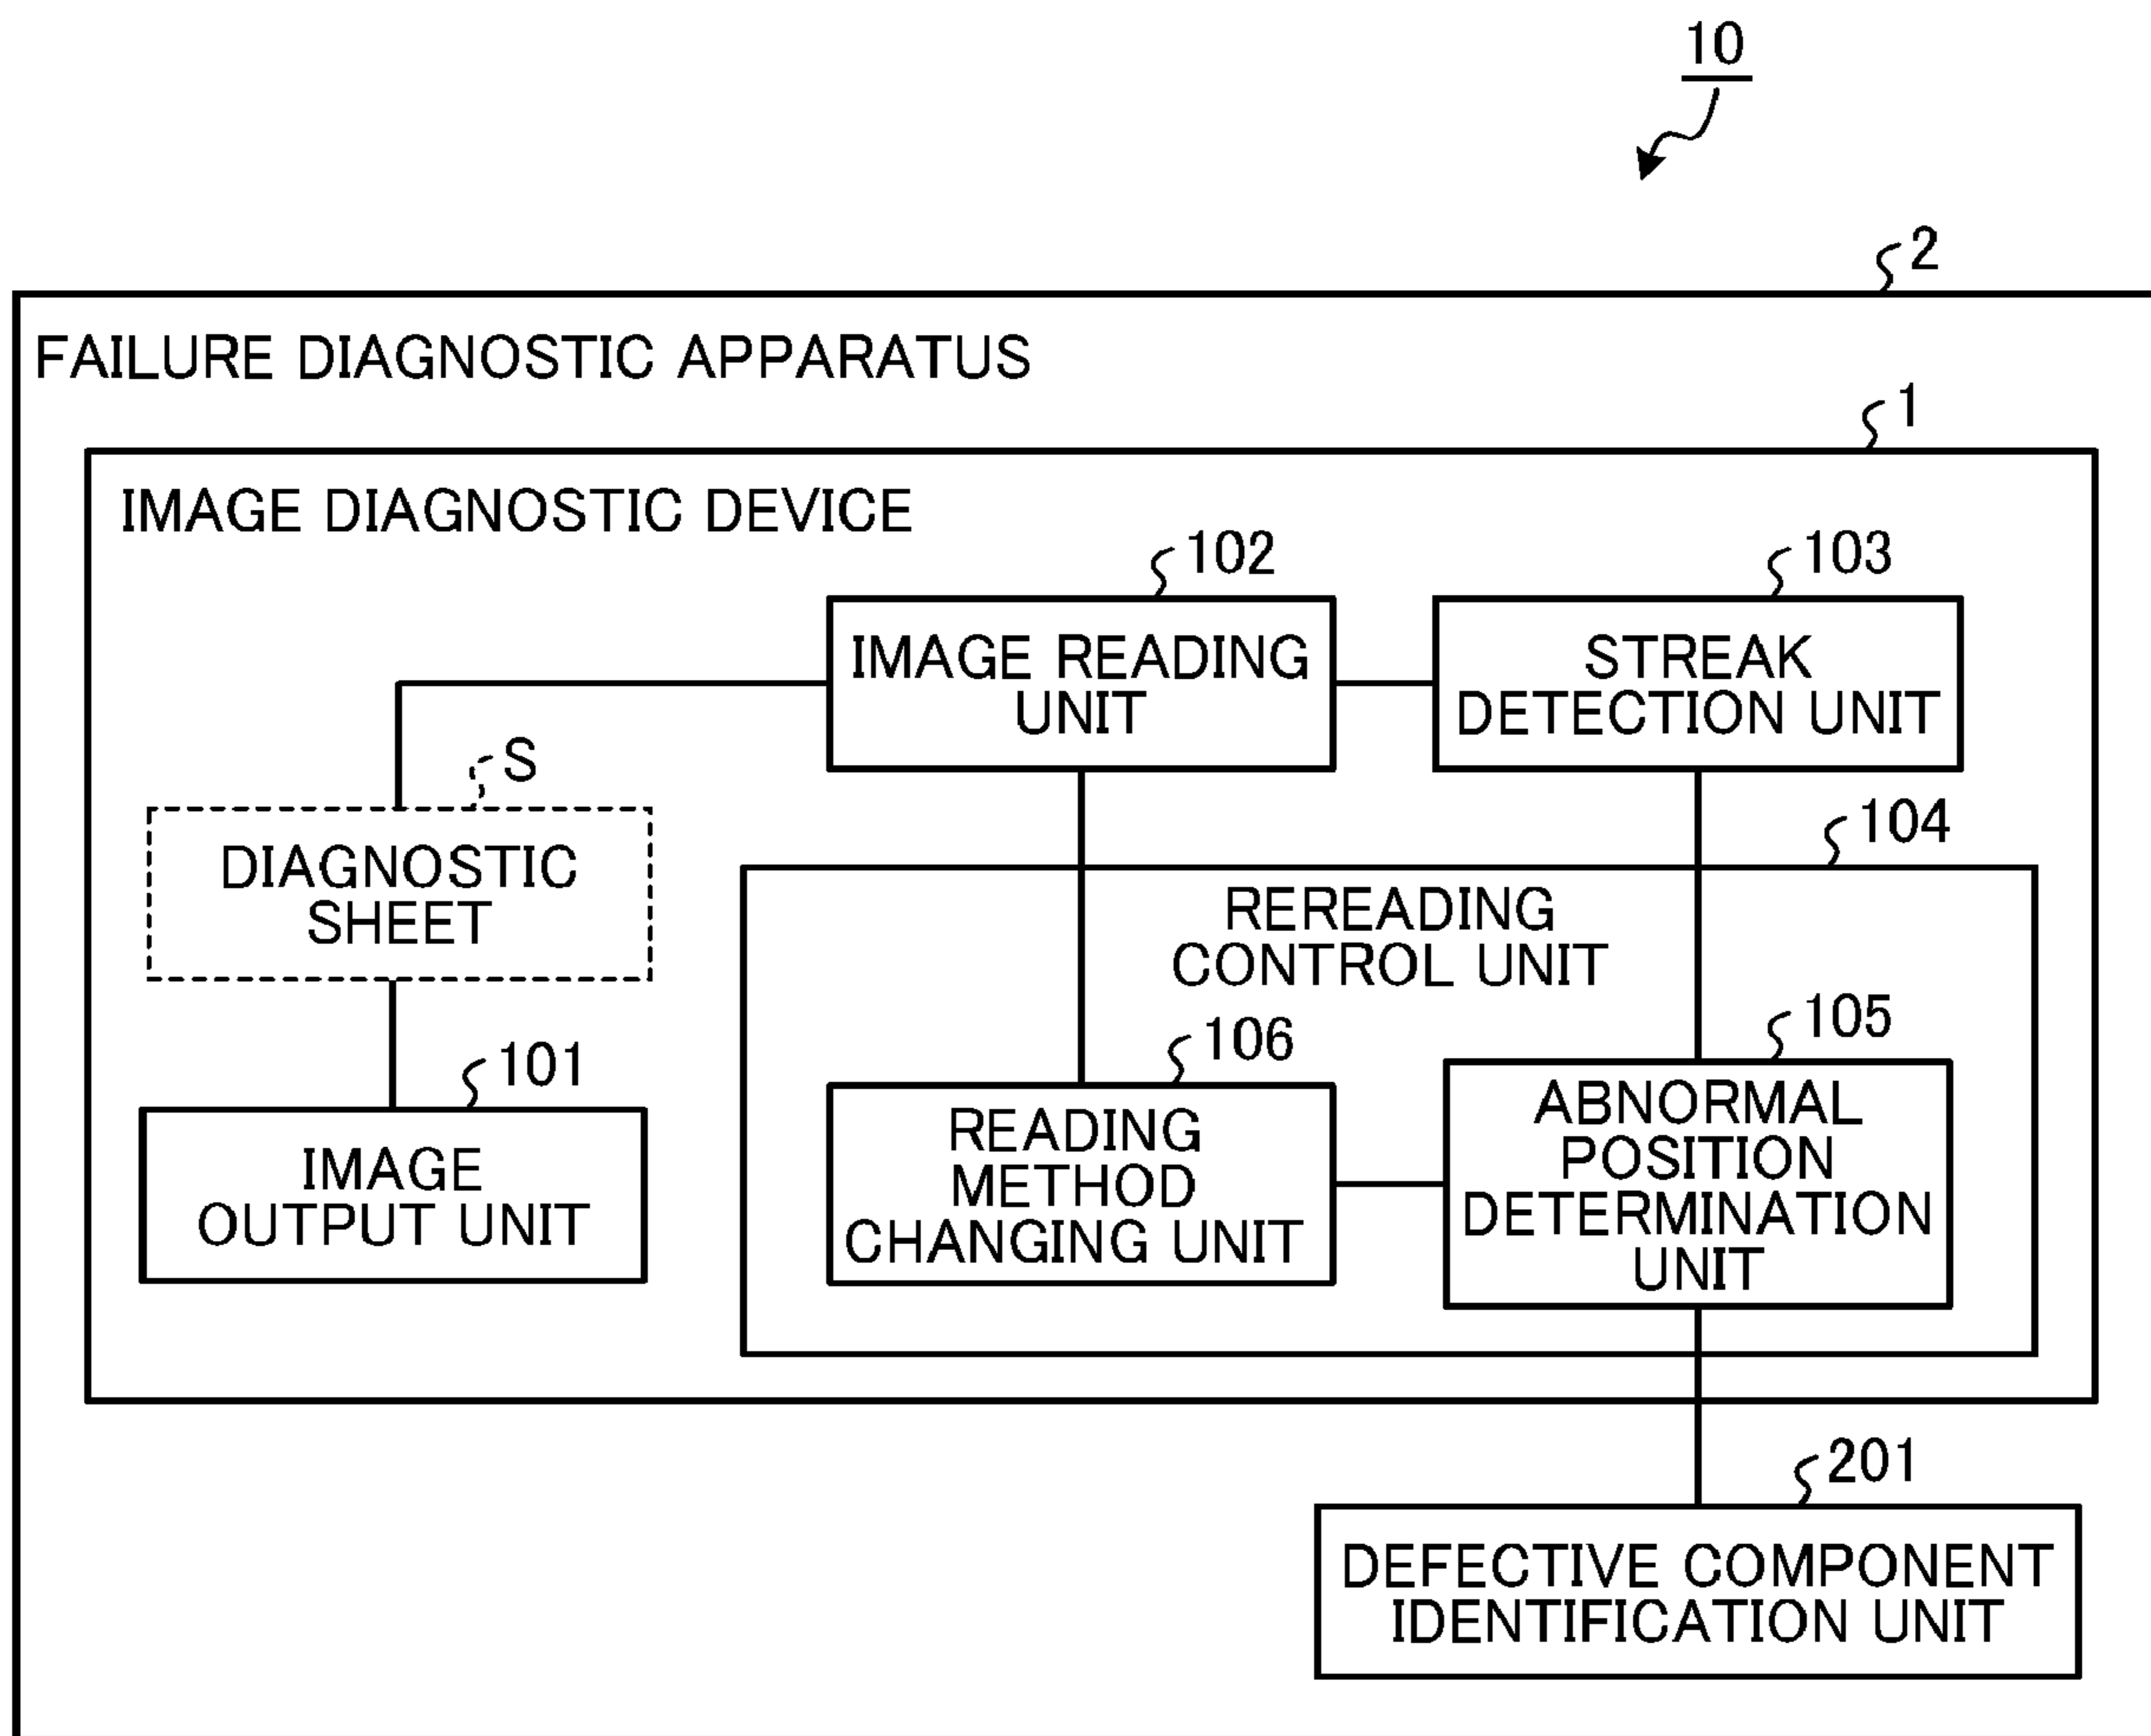 10
2
FAILURE DIAGNOSTIC APPARATUS
1
IMAGE DIAGNOSTIC DEVICE
102
IMAGE READING
UNIT
103
STREAK
DETECTION UNIT
S
DIAGNOSTIC
SHEET
104
REREADING
CONTROL UNIT
101
IMAGE
OUTPUT UNIT
106
READING
METHOD
CHANGING UNIT
105
ABNORMAL
POSITION
DETERMINATION
UNIT
201
DEFECTIVE COMPONENT
IDENTIFICATION UNIT